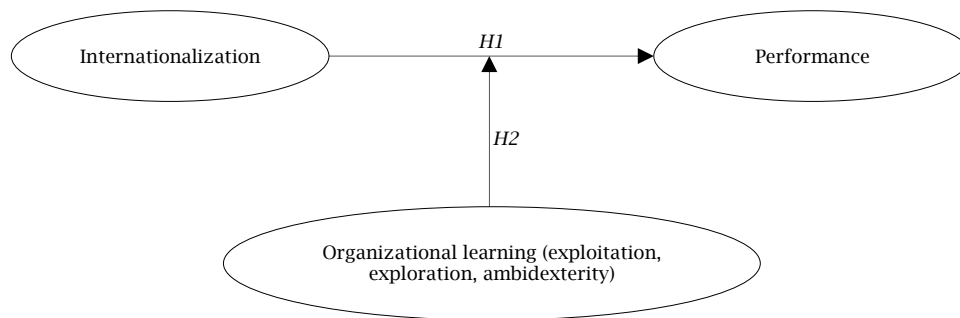 H1
Internationalization
Performance
H2
Organizational learning (exploitation,
exploration, ambidexterity)